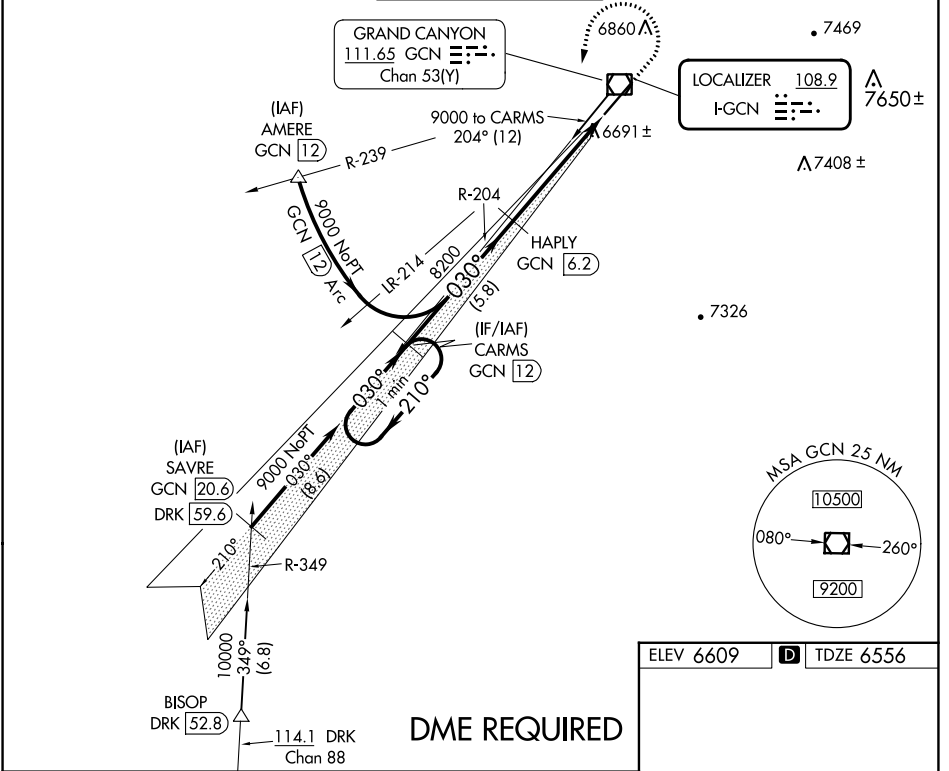 GRAND CANYON
111.65 GCN
Chan 53(Y)
6860
7469
LOCALIZER 108.9
I-GCN
7650 ±
(IAF)
AMERE
GCN 12
R-239
9000 to CARMS
204° (12)
6691 ±
7408 ±
9000 NoPT
GCN 12 Arc
R-204
LR-214
8200
030°
(5.8)
HAPLY
GCN 6.2
7326
(IF/IAF)
CARMS
GCN 12
030°
1 min
210°
(IAF)
SAVRE
GCN 20.6
DRK 59.6
9000 NoPT
030°
(8.6)
210°
R-349
MSA GCN 25 NM
10500
080°
260°
9200
10000
349°
(6.8)
BISOP
DRK 52.8
114.1 DRK
Chan 88
DME REQUIRED
ELEV 6609 D TDZE 6556